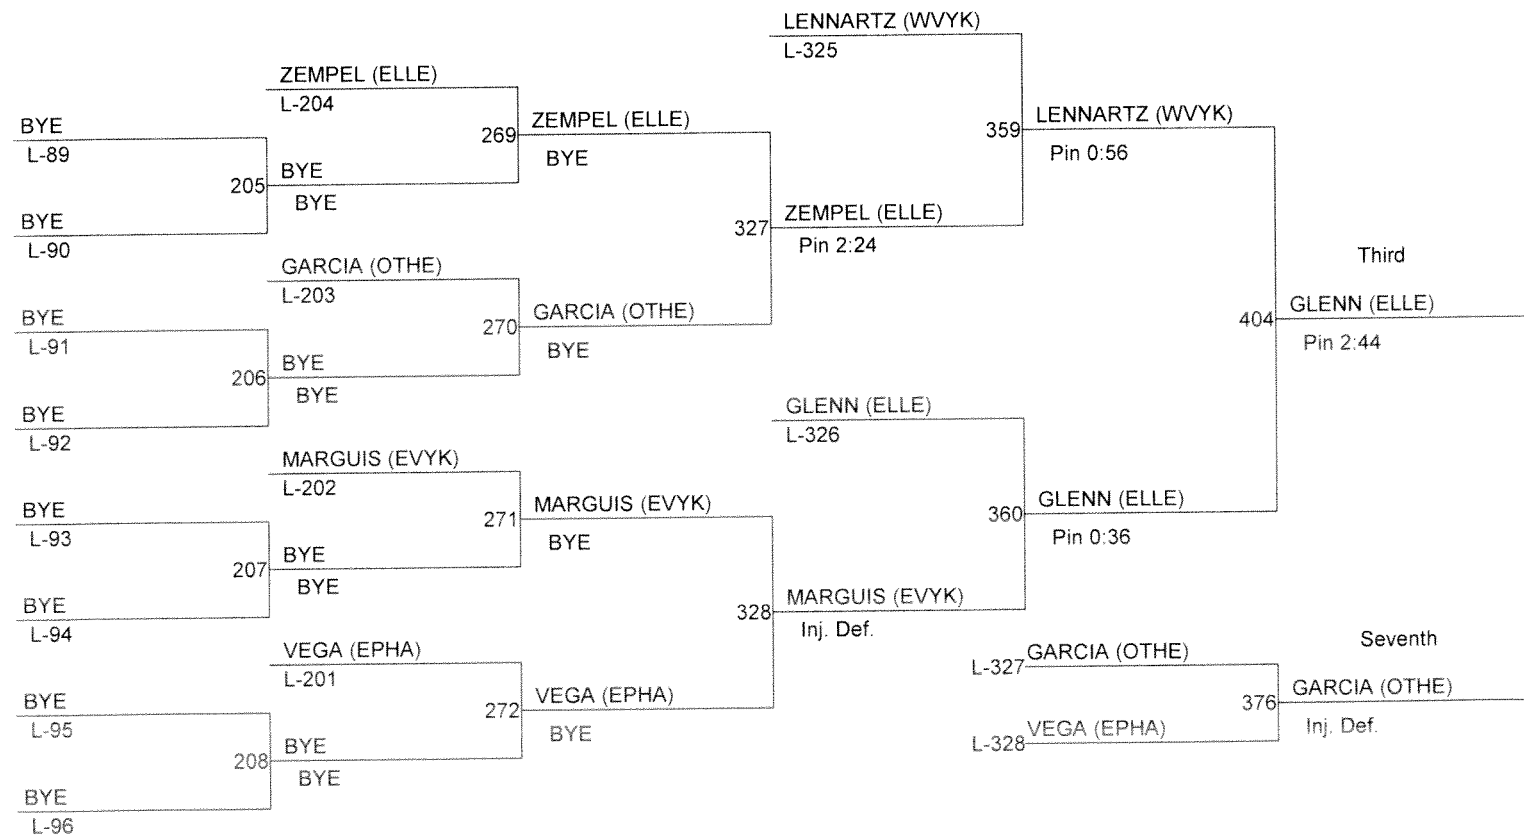 LENNARTZ (WVYK)
L-325
ZEMPEL (ELLE)
L-204
BYE
L-89
269
ZEMPEL (ELLE)
BYE
359
LENNARTZ (WVYK)
Pin 0:56
205
BYE
BYE
BYE
L-90
327
ZEMPEL (ELLE)
Pin 2:24
GARCIA (OTHE)
L-203
Third
BYE
L-91
270
GARCIA (OTHE)
BYE
404
GLENN (ELLE)
Pin 2:44
206
BYE
BYE
BYE
L-92
GLENN (ELLE)
L-326
MARGUIS (EVYK)
L-202
BYE
L-93
271
MARGUIS (EVYK)
BYE
360
GLENN (ELLE)
Pin 0:36
207
BYE
BYE
BYE
L-94
328
MARGUIS (EVYK)
Inj. Def.
VEGA (EPHA)
L-201
L-327
GARCIA (OTHE)
Seventh
BYE
L-95
272
VEGA (EPHA)
BYE
376
GARCIA (OTHE)
Inj. Def.
L-328
VEGA (EPHA)
208
BYE
BYE
BYE
L-96